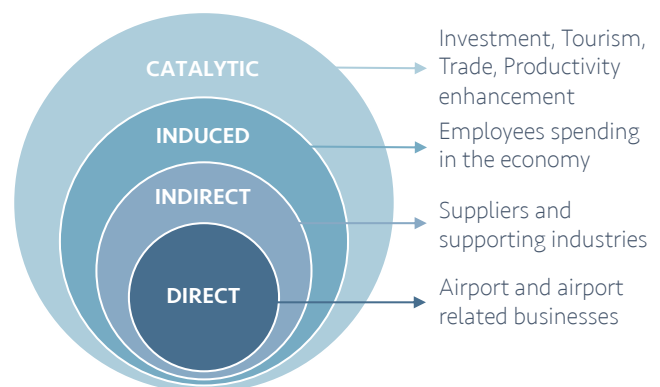 CATALYTIC
Investment, Tourism,
Trade, Productivity
enhancement
INDUCED
Employees spending
in the economy
INDIRECT
Suppliers and
supporting industries
DIRECT
Airport and airport
related businesses